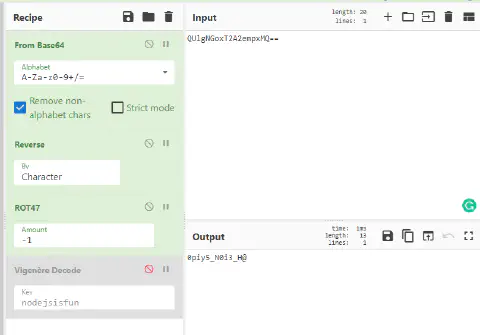 Recipe
From Base64
Alphabet
A-Za-z0-9+/=
Remove non-
alphabet chars
Strict mode
Reverse
By
Character
ROT47
Amount
-1
Vigenère Decode
Key
nodejsisfun
Input
length: 20
lines: 1
QUlgNGoxT2A2empxMQ==
Output
time: 1ms
length: 13
lines: 1
0piy5_N0i3_H@